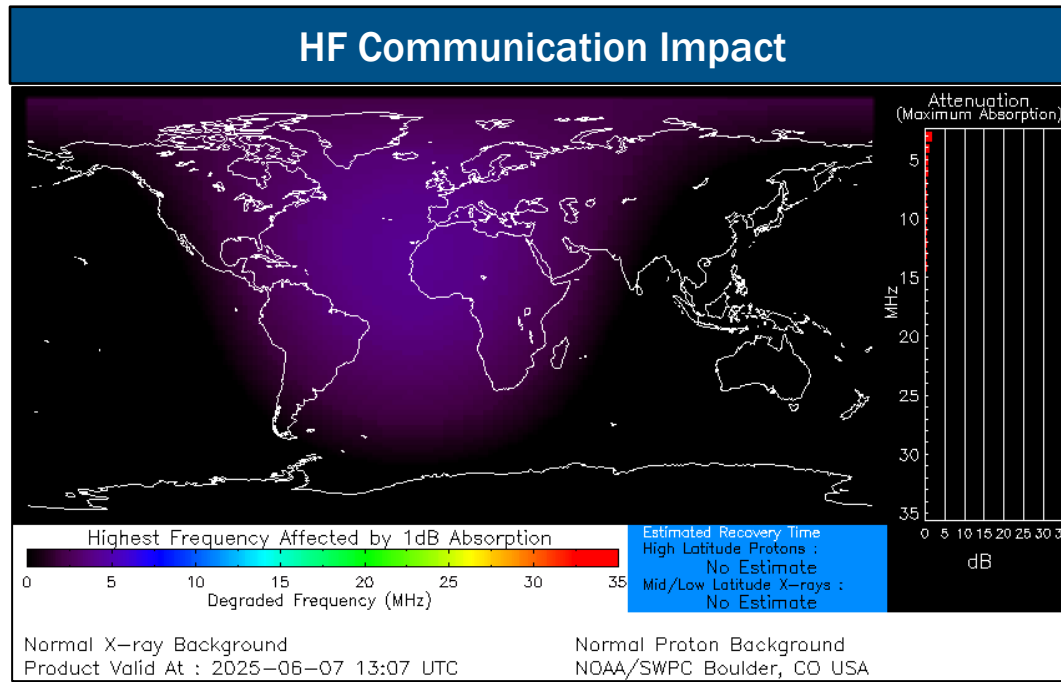 HF Communication Impact
Attenuation
(Maximum Absorption)
5
10
15
20
25
30
35
MHz
0 5 10 15 20 25 30
dB
Highest Frequency Affected by 1dB Absorption
0 5 10 15 20 25 30 35
Degraded Frequency (MHz)
Estimated Recovery Time
High Latitude Protons :
No Estimate
Mid/Low Latitude X-rays :
No Estimate
Normal X-ray Background
Product Valid At : 2025-06-07 13:07 UTC
Normal Proton Background
NOAA/SWPC Boulder, CO USA